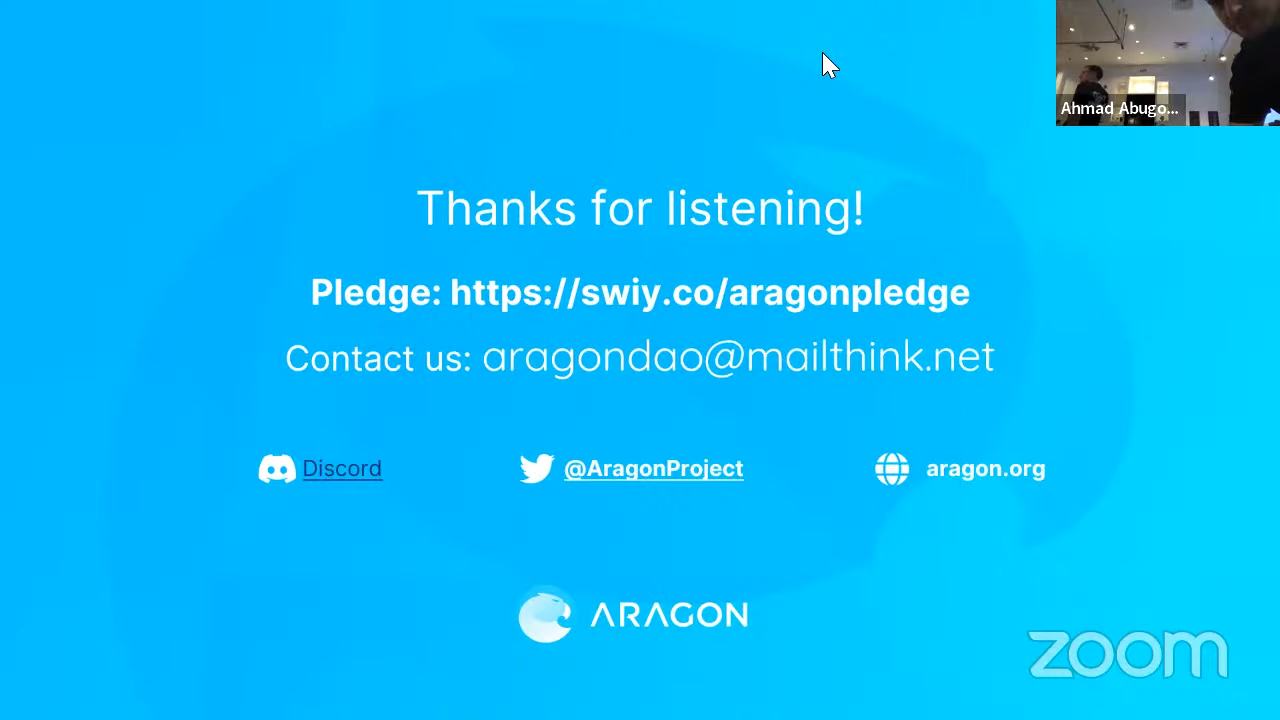 Ahmad Abugo...
Thanks for listening!
Pledge: https://swiy.co/aragonpledge
Contact us: aragondao@mailthink.net
Discord
@AragonProject
aragon.org
ARAGON
zoom